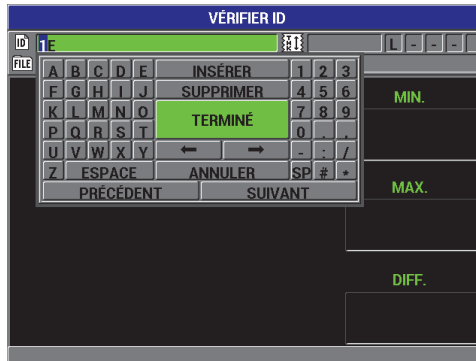 VÉRIFIER ID
ID 1E L - - -
FILE
A B C D E INSÉRER 1 2 3
F G H I J SUPPRIMER 4 5 6
K L M N O TERMINÉ 7 8 9
P Q R S T 0 . ,
U V W X Y ← → - : /
Z ESPACE ANNULER SP # *
PRÉCÉDENT SUIVANT
MIN.
MAX.
DIFF.